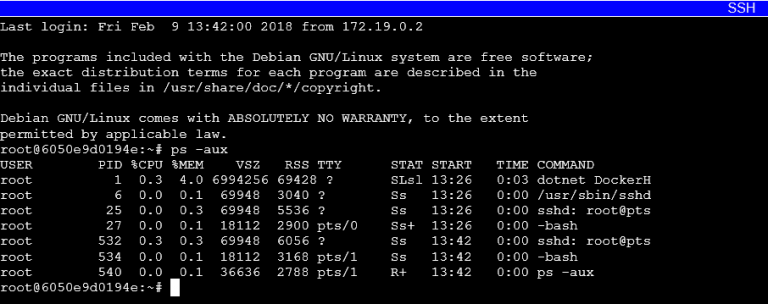 SSH
Last login: Fri Feb  9 13:42:00 2018 from 172.19.0.2

The programs included with the Debian GNU/Linux system are free software;
the exact distribution terms for each program are described in the
individual files in /usr/share/doc/*/copyright.

Debian GNU/Linux comes with ABSOLUTELY NO WARRANTY, to the extent
permitted by applicable law.
root@6050e9d0194e:~# ps -aux
USER       PID %CPU %MEM    VSZ   RSS TTY      STAT START   TIME COMMAND
root         1  0.3  4.0 6994256 69428 ?       SLsl 13:26   0:03 dotnet DockerH
root         6  0.0  0.1  69948  3040 ?        Ss   13:26   0:00 /usr/sbin/sshd
root        25  0.0  0.3  69948  5536 ?        Ss   13:26   0:00 sshd: root@pts
root        27  0.0  0.1  18112  2900 pts/0    Ss+  13:26   0:00 -bash
root       532  0.3  0.3  69948  6056 ?        Ss   13:42   0:00 sshd: root@pts
root       534  0.0  0.1  18112  3168 pts/1    Ss   13:42   0:00 -bash
root       540  0.0  0.1  36636  2788 pts/1    R+   13:42   0:00 ps -aux
root@6050e9d0194e:~#